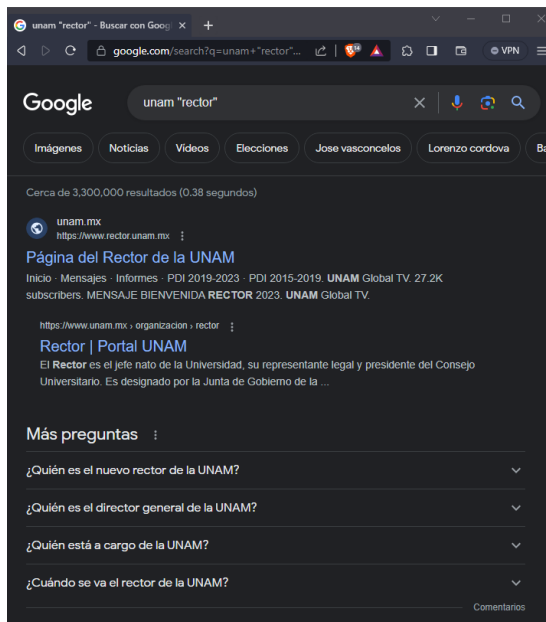 unam "rector" - Buscar con Goog
google.com/search?q=unam+"rector"...
VPN
Google
unam "rector"
Imágenes
Noticias
Vídeos
Elecciones
Jose vasconcelos
Lorenzo cordova
Ba
Cerca de 3,300,000 resultados (0.38 segundos)
unam.mx
https://www.rector.unam.mx
Página del Rector de la UNAM
Inicio · Mensajes · Informes · PDI 2019-2023 · PDI 2015-2019. UNAM Global TV. 27.2K
subscribers. MENSAJE BIENVENIDA RECTOR 2023. UNAM Global TV.
https://www.unam.mx › organizacion › rector
Rector | Portal UNAM
El Rector es el jefe nato de la Universidad, su representante legal y presidente del Consejo
Universitario. Es designado por la Junta de Gobierno de la ...
Más preguntas
¿Quién es el nuevo rector de la UNAM?
¿Quién es el director general de la UNAM?
¿Quién está a cargo de la UNAM?
¿Cuándo se va el rector de la UNAM?
Comentarios